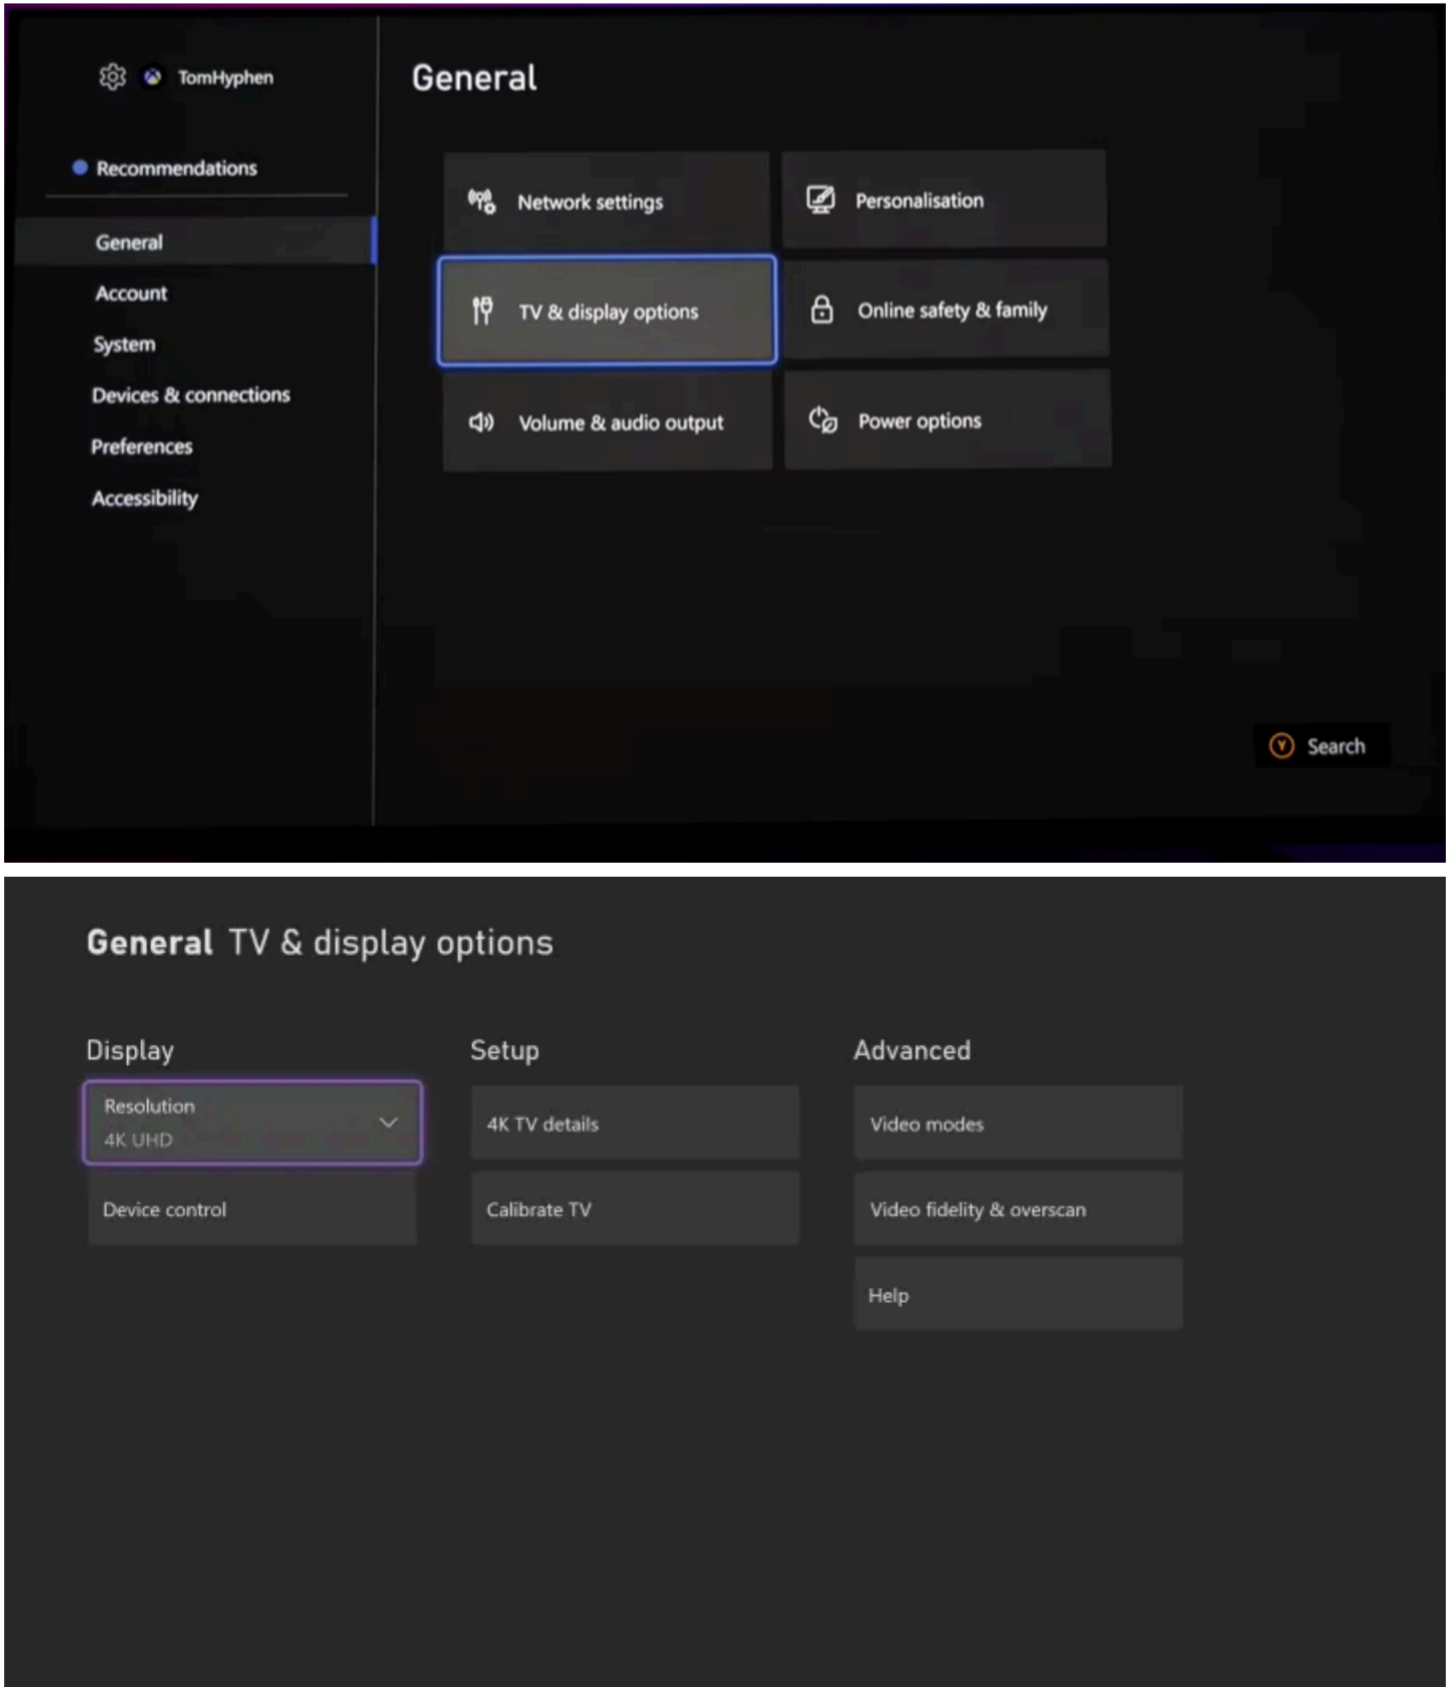 TomHyphen
Recommendations
General
Account
System
Devices & connections
Preferences
Accessibility
General
Network settings
Personalisation
TV & display options
Online safety & family
Volume & audio output
Power options
Y Search
General TV & display options
Display
Resolution
4K UHD
Device control
Setup
4K TV details
Calibrate TV
Advanced
Video modes
Video fidelity & overscan
Help